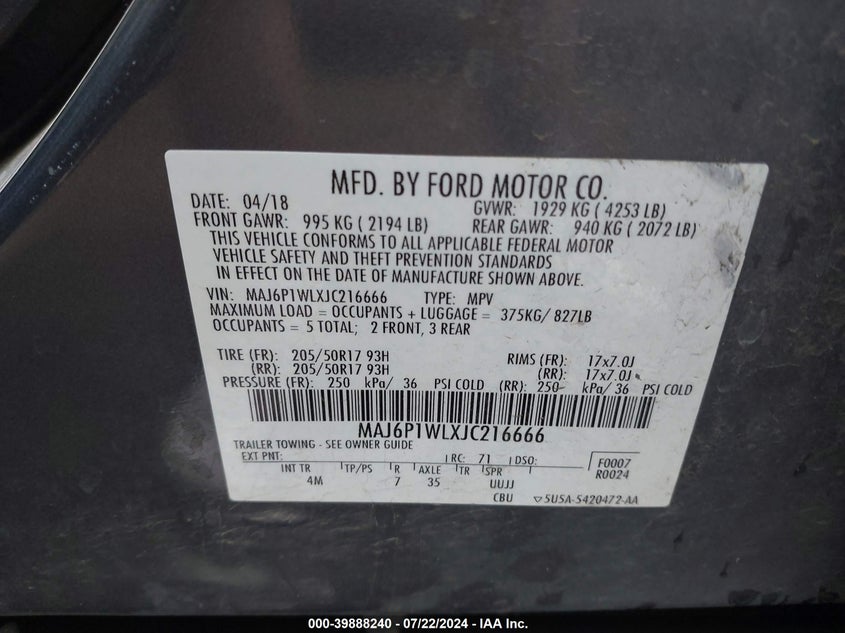 MFD. BY FORD MOTOR CO.
DATE: 04/18 GVWR: 1929 KG ( 4253 LB)
FRONT GAWR: 995 KG ( 2194 LB) REAR GAWR: 940 KG ( 2072 LB)
THIS VEHICLE CONFORMS TO ALL APPLICABLE FEDERAL MOTOR
VEHICLE SAFETY AND THEFT PREVENTION STANDARDS
IN EFFECT ON THE DATE OF MANUFACTURE SHOWN ABOVE.
VIN: MAJ6P1WLXJC216666 TYPE: MPV
MAXIMUM LOAD = OCCUPANTS + LUGGAGE = 375KG/ 827LB
OCCUPANTS = 5 TOTAL; 2 FRONT, 3 REAR
TIRE (FR): 205/50R17 93H RIMS (FR): 17x7.0J
(RR): 205/50R17 93H (RR): 17x7.0J
PRESSURE (FR): 250 kPa/ 36 PSI COLD (RR): 250 kPa/ 36 PSI COLD
MAJ6P1WLXJC216666
TRAILER TOWING - SEE OWNER GUIDE
EXT PNT: RC: 71 DSO: F0007
R0024
INT TR TP/PS R AXLE TR SPR
4M 7 35 UUJJ
CBU 5U5A-5420472-AA
000-39888240 - 07/22/2024 - IAA Inc.